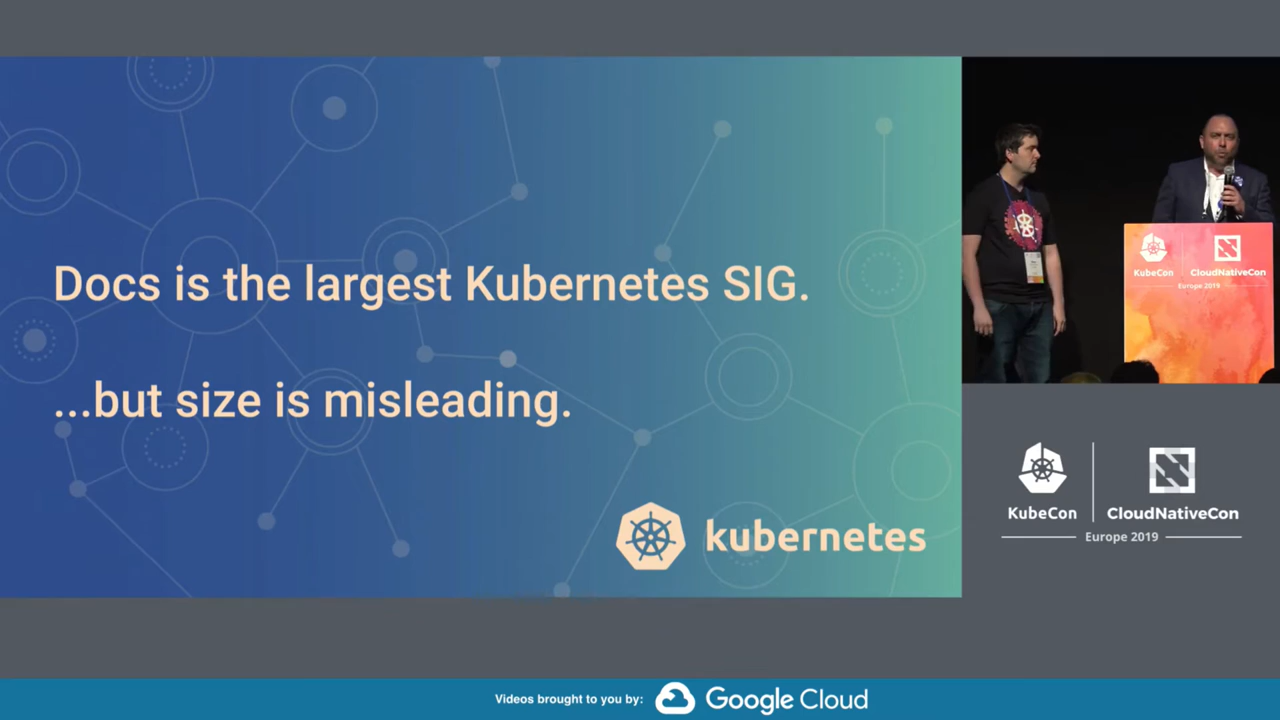 Docs is the largest Kubernetes SIG.
...but size is misleading.
kubernetes
KubeCon
CloudNativeCon
Europe 2019
KubeCon
CloudNativeCon
Europe 2019
Videos brought to you by:
Google Cloud